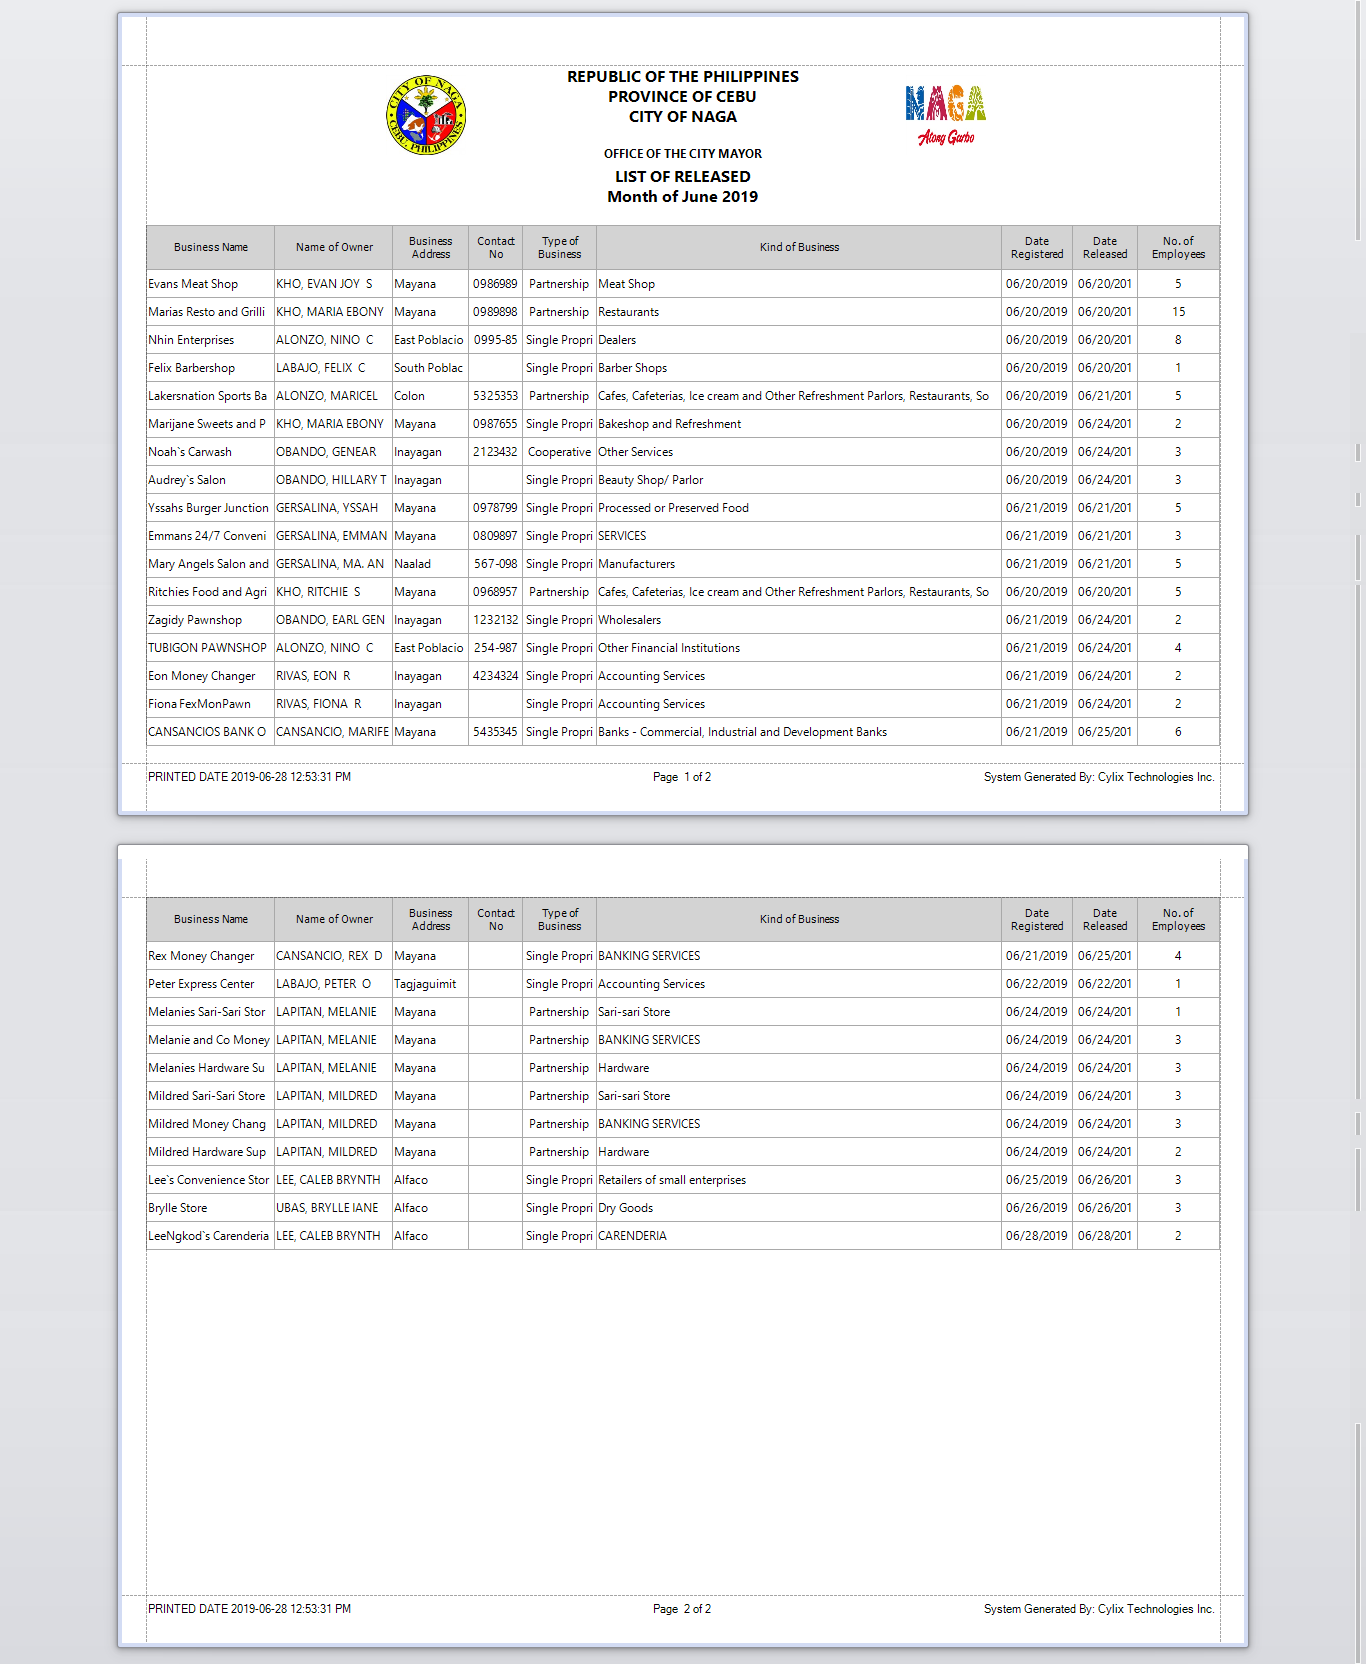 REPUBLIC OF THE PHILIPPINES
PROVINCE OF CEBU
CITY OF NAGA
CITY OF NAGA
CEBU, PHILIPPINES
NAGA
Atong Garbo
OFFICE OF THE CITY MAYOR
LIST OF RELEASED
Month of June 2019
Business Name Name of Owner Business Address Contact No Type of Business Kind of Business Date Registered Date Released No. of Employees
Evans Meat Shop KHO, EVAN JOY S Mayana 0986989 Partnership Meat Shop 06/20/2019 06/20/201 5
Marias Resto and Grilli KHO, MARIA EBONY Mayana 0989898 Partnership Restaurants 06/20/2019 06/20/201 15
Nhin Enterprises ALONZO, NINO C East Poblacio 0995-85 Single Propri Dealers 06/20/2019 06/20/201 8
Felix Barbershop LABAJO, FELIX C South Poblac Single Propri Barber Shops 06/20/2019 06/20/201 1
Lakersnation Sports Ba ALONZO, MARICEL Colon 5325353 Partnership Cafes, Cafeterias, Ice cream and Other Refreshment Parlors, Restaurants, So 06/20/2019 06/21/201 5
Marijane Sweets and P KHO, MARIA EBONY Mayana 0987655 Single Propri Bakeshop and Refreshment 06/20/2019 06/24/201 2
Noah`s Carwash OBANDO, GENEAR Inayagan 2123432 Cooperative Other Services 06/20/2019 06/24/201 3
Audrey`s Salon OBANDO, HILLARY T Inayagan Single Propri Beauty Shop/ Parlor 06/20/2019 06/24/201 3
Yssahs Burger Junction GERSALINA, YSSAH Mayana 0978799 Single Propri Processed or Preserved Food 06/21/2019 06/21/201 5
Emmans 24/7 Conveni GERSALINA, EMMAN Mayana 0809897 Single Propri SERVICES 06/21/2019 06/21/201 3
Mary Angels Salon and GERSALINA, MA. AN Naalad 567-098 Single Propri Manufacturers 06/21/2019 06/21/201 5
Ritchies Food and Agri KHO, RITCHIE S Mayana 0968957 Partnership Cafes, Cafeterias, Ice cream and Other Refreshment Parlors, Restaurants, So 06/20/2019 06/20/201 5
Zagidy Pawnshop OBANDO, EARL GEN Inayagan 1232132 Single Propri Wholesalers 06/21/2019 06/24/201 2
TUBIGON PAWNSHOP ALONZO, NINO C East Poblacio 254-987 Single Propri Other Financial Institutions 06/21/2019 06/24/201 4
Eon Money Changer RIVAS, EON R Inayagan 4234324 Single Propri Accounting Services 06/21/2019 06/24/201 2
Fiona FexMonPawn RIVAS, FIONA R Inayagan Single Propri Accounting Services 06/21/2019 06/24/201 2
CANSANCIOS BANK O CANSANCIO, MARIFE Mayana 5435345 Single Propri Banks - Commercial, Industrial and Development Banks 06/21/2019 06/25/201 6
PRINTED DATE 2019-06-28 12:53:31 PM Page 1 of 2 System Generated By: Cylix Technologies Inc.
Business Name Name of Owner Business Address Contact No Type of Business Kind of Business Date Registered Date Released No. of Employees
Rex Money Changer CANSANCIO, REX D Mayana Single Propri BANKING SERVICES 06/21/2019 06/25/201 4
Peter Express Center LABAJO, PETER O Tagjaguimit Single Propri Accounting Services 06/22/2019 06/22/201 1
Melanies Sari-Sari Stor LAPITAN, MELANIE Mayana Partnership Sari-sari Store 06/24/2019 06/24/201 1
Melanie and Co Money LAPITAN, MELANIE Mayana Partnership BANKING SERVICES 06/24/2019 06/24/201 3
Melanies Hardware Su LAPITAN, MELANIE Mayana Partnership Hardware 06/24/2019 06/24/201 3
Mildred Sari-Sari Store LAPITAN, MILDRED Mayana Partnership Sari-sari Store 06/24/2019 06/24/201 3
Mildred Money Chang LAPITAN, MILDRED Mayana Partnership BANKING SERVICES 06/24/2019 06/24/201 3
Mildred Hardware Sup LAPITAN, MILDRED Mayana Partnership Hardware 06/24/2019 06/24/201 2
Lee`s Convenience Stor LEE, CALEB BRYNTH Alfaco Single Propri Retailers of small enterprises 06/25/2019 06/26/201 3
Brylle Store UBAS, BRYLLE IANE Alfaco Single Propri Dry Goods 06/26/2019 06/26/201 3
LeeNgkod`s Carenderia LEE, CALEB BRYNTH Alfaco Single Propri CARENDERIA 06/28/2019 06/28/201 2
PRINTED DATE 2019-06-28 12:53:31 PM Page 2 of 2 System Generated By: Cylix Technologies Inc.